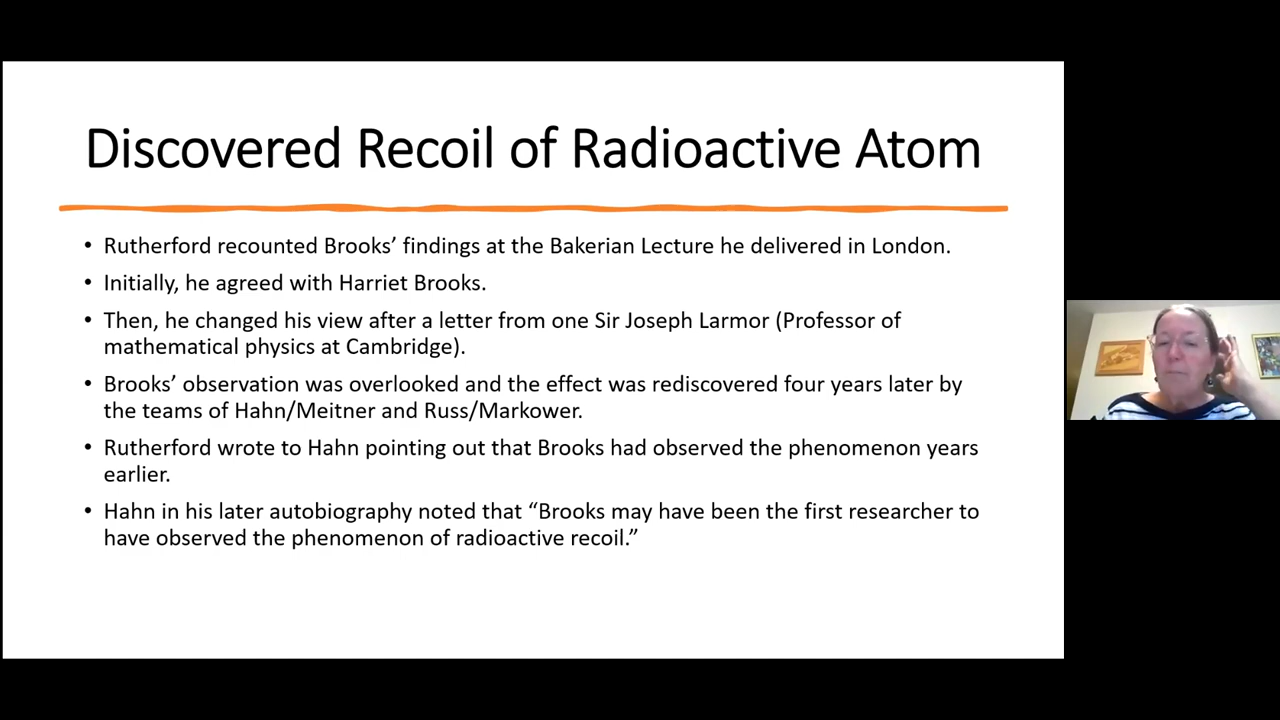 Discovered Recoil of Radioactive Atom
• Rutherford recounted Brooks’ findings at the Bakerian Lecture he delivered in London.
• Initially, he agreed with Harriet Brooks.
• Then, he changed his view after a letter from one Sir Joseph Larmor (Professor of
mathematical physics at Cambridge).
• Brooks’ observation was overlooked and the effect was rediscovered four years later by
the teams of Hahn/Meitner and Russ/Markower.
• Rutherford wrote to Hahn pointing out that Brooks had observed the phenomenon years
earlier.
• Hahn in his later autobiography noted that “Brooks may have been the first researcher to
have observed the phenomenon of radioactive recoil.”